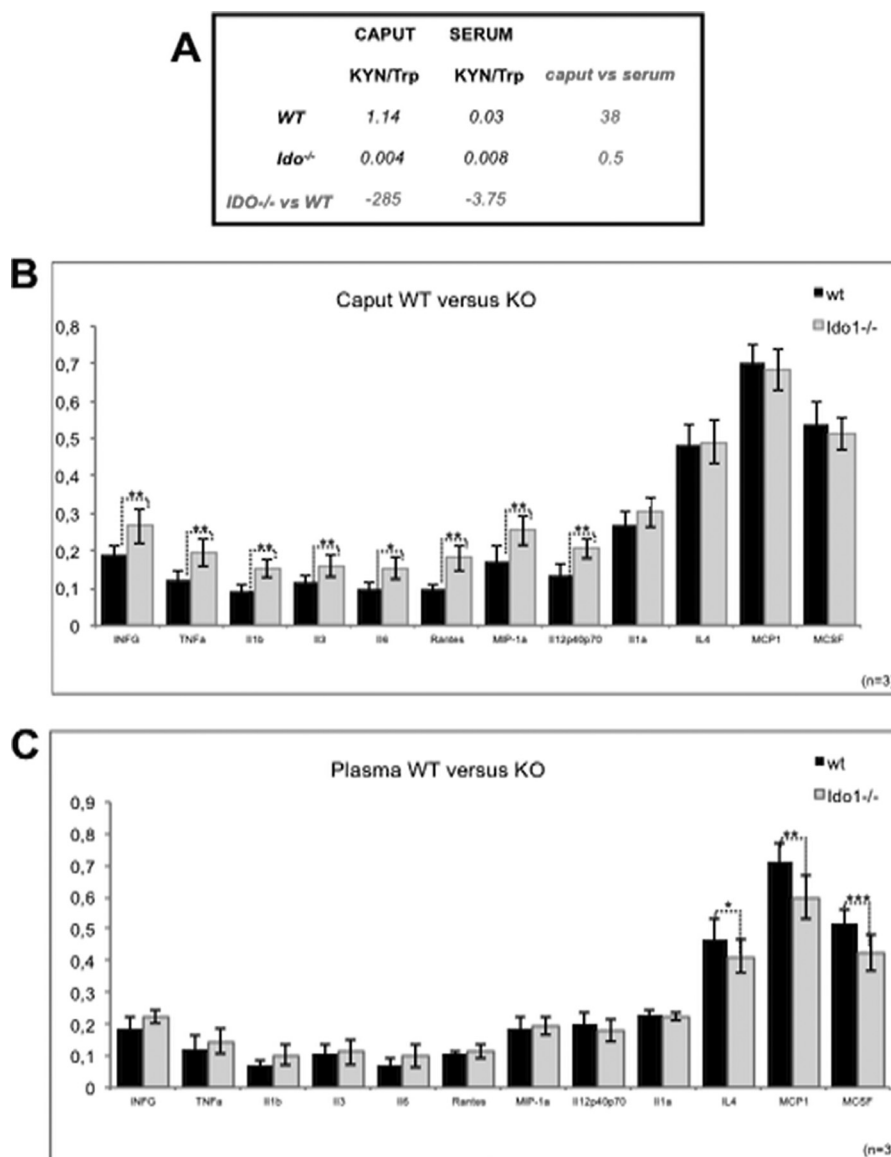 A
CAPUT SERUM
KYN/Trp KYN/Trp caput vs serum
WT 1.14 0.03 38
Ido-/- 0.004 0.008 0.5
IDO-/- vs WT -285 -3.75
B
Caput WT versus KO
wt
Ido1-/-
0,8
0,7
0,6
0,5
0,4
0,3
0,2
0,1
0
** ** ** ** * ** ** **
INFG TNFa Il1b Il3 Il6 Rantes MIP-1a Il12p40p70 Il1a IL4 MCP1 MCSF
(n=3)
C
Plasma WT versus KO
wt
Ido1-/-
0,9
0,8
0,7
0,6
0,5
0,4
0,3
0,2
0,1
0
* ** ***
INFG TNFa Il1b Il3 Il6 Rantes MIP-1a Il12p40p70 Il1a IL4 MCP1 MCSF
(n=3